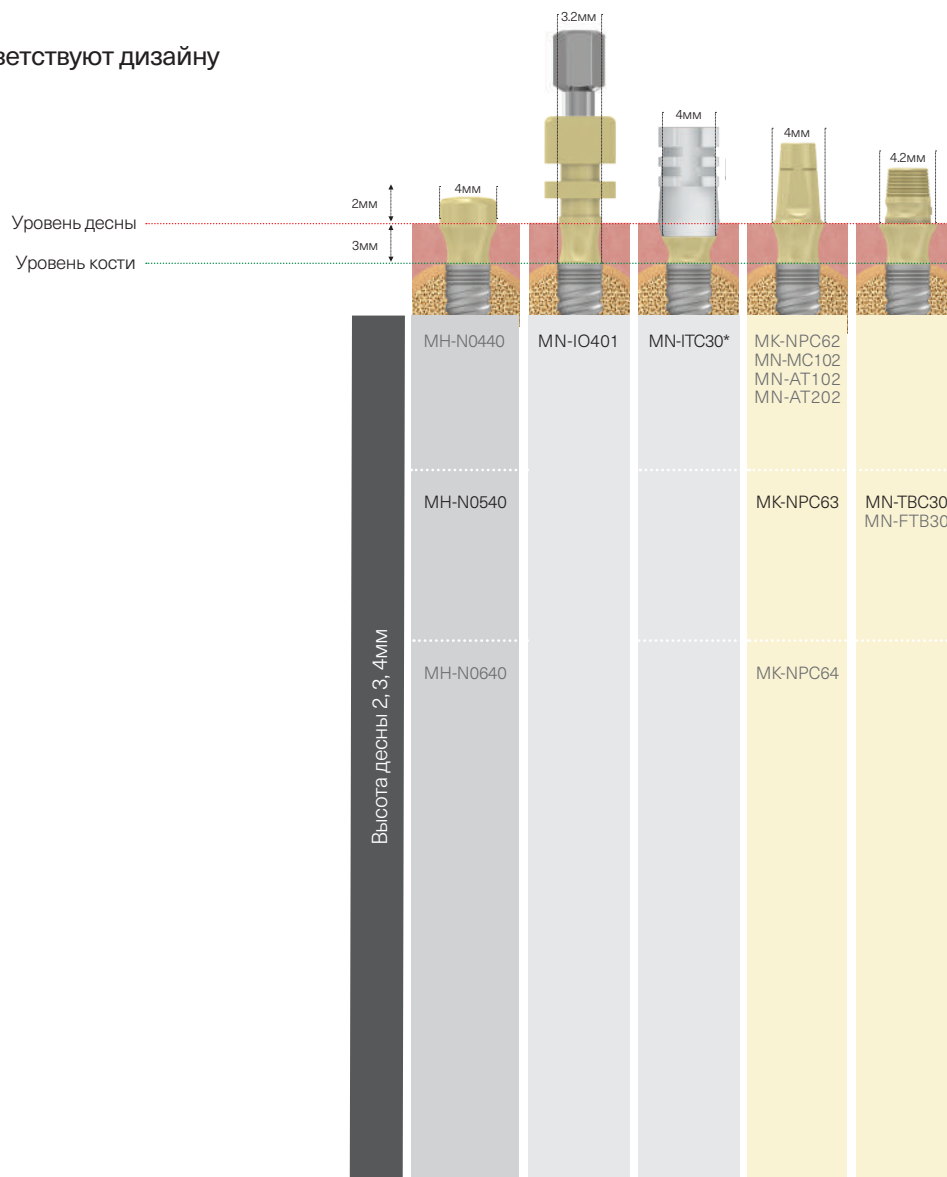 ветствуют дизайну
3.2мм
4мм
4мм
4.2мм
4мм
2мм
Уровень десны
3мм
Уровень кости
MH-N0440
MN-IO401
MN-ITC30*
MK-NPC62
MN-MC102
MN-AT102
MN-AT202
MH-N0540
MK-NPC63
MN-TBC30
MN-FTB30
MH-N0640
MK-NPC64
Высота десны 2, 3, 4мм